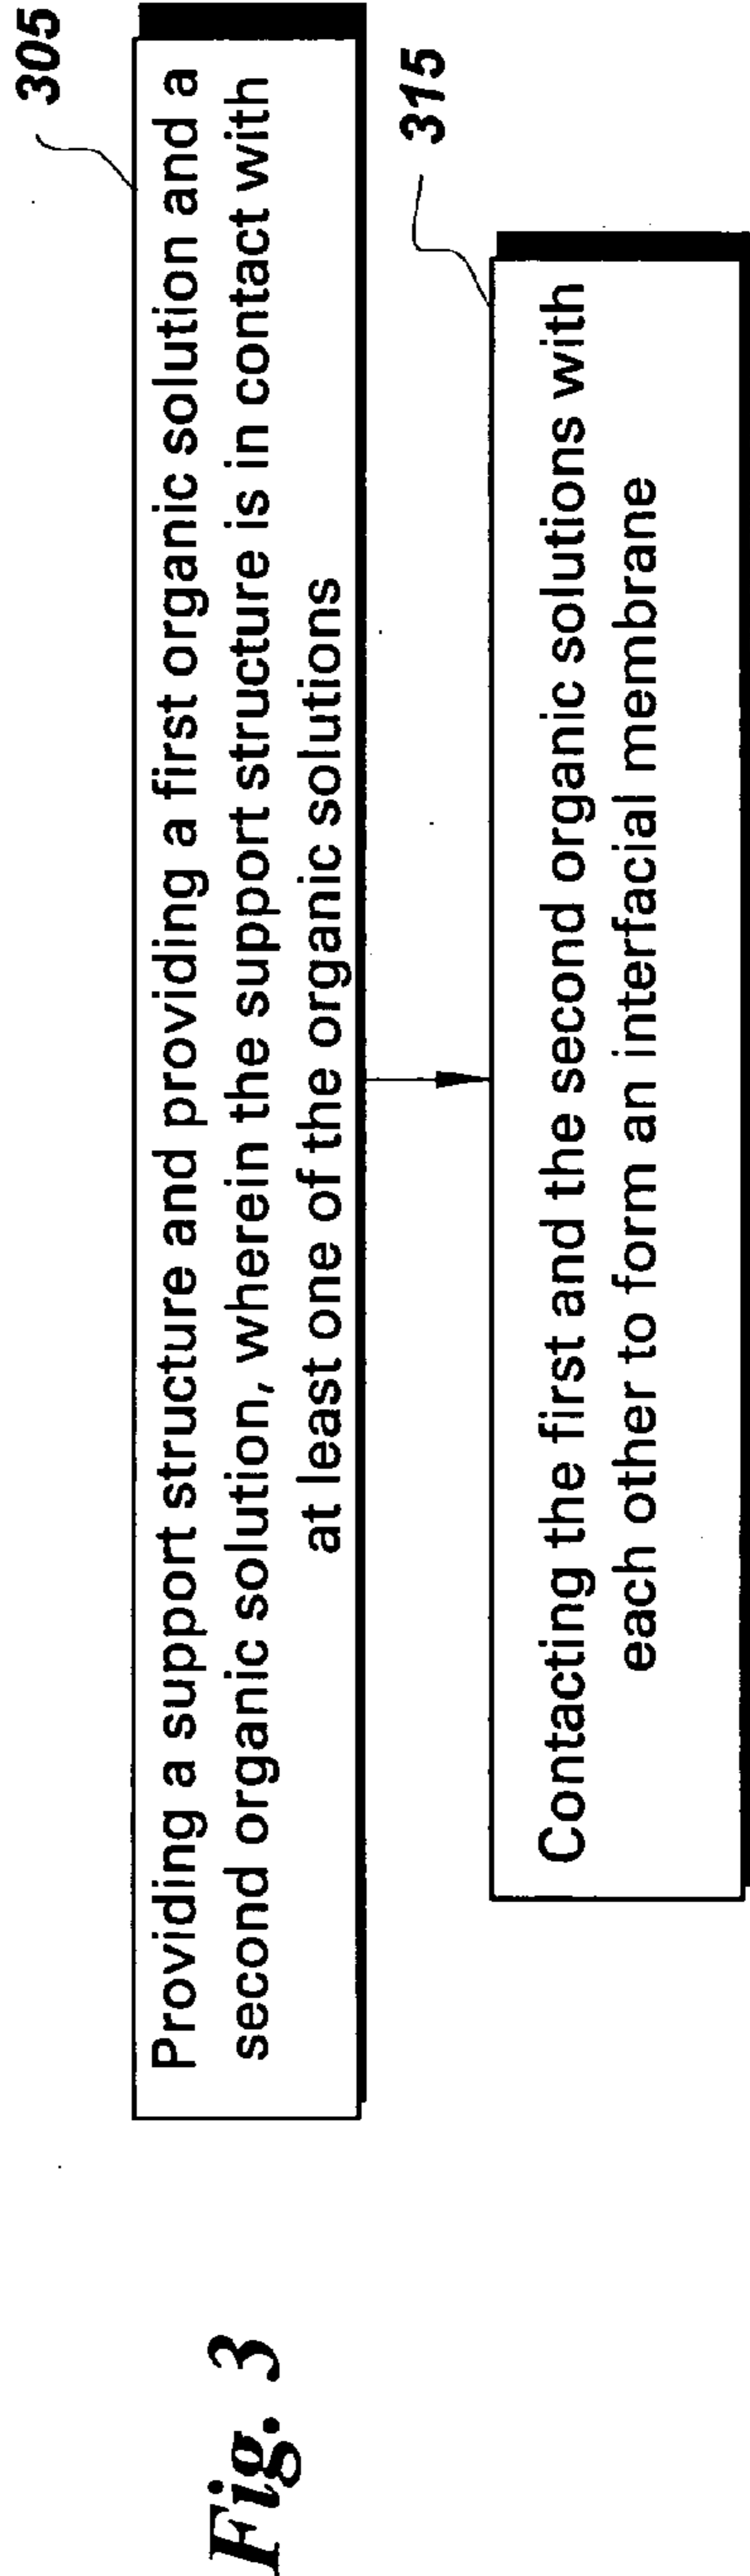 305
Providing a support structure and providing a first organic solution and a
second organic solution, wherein the support structure is in contact with
at least one of the organic solutions
315
Contacting the first and the second organic solutions with
each other to form an interfacial membrane
Fig. 3